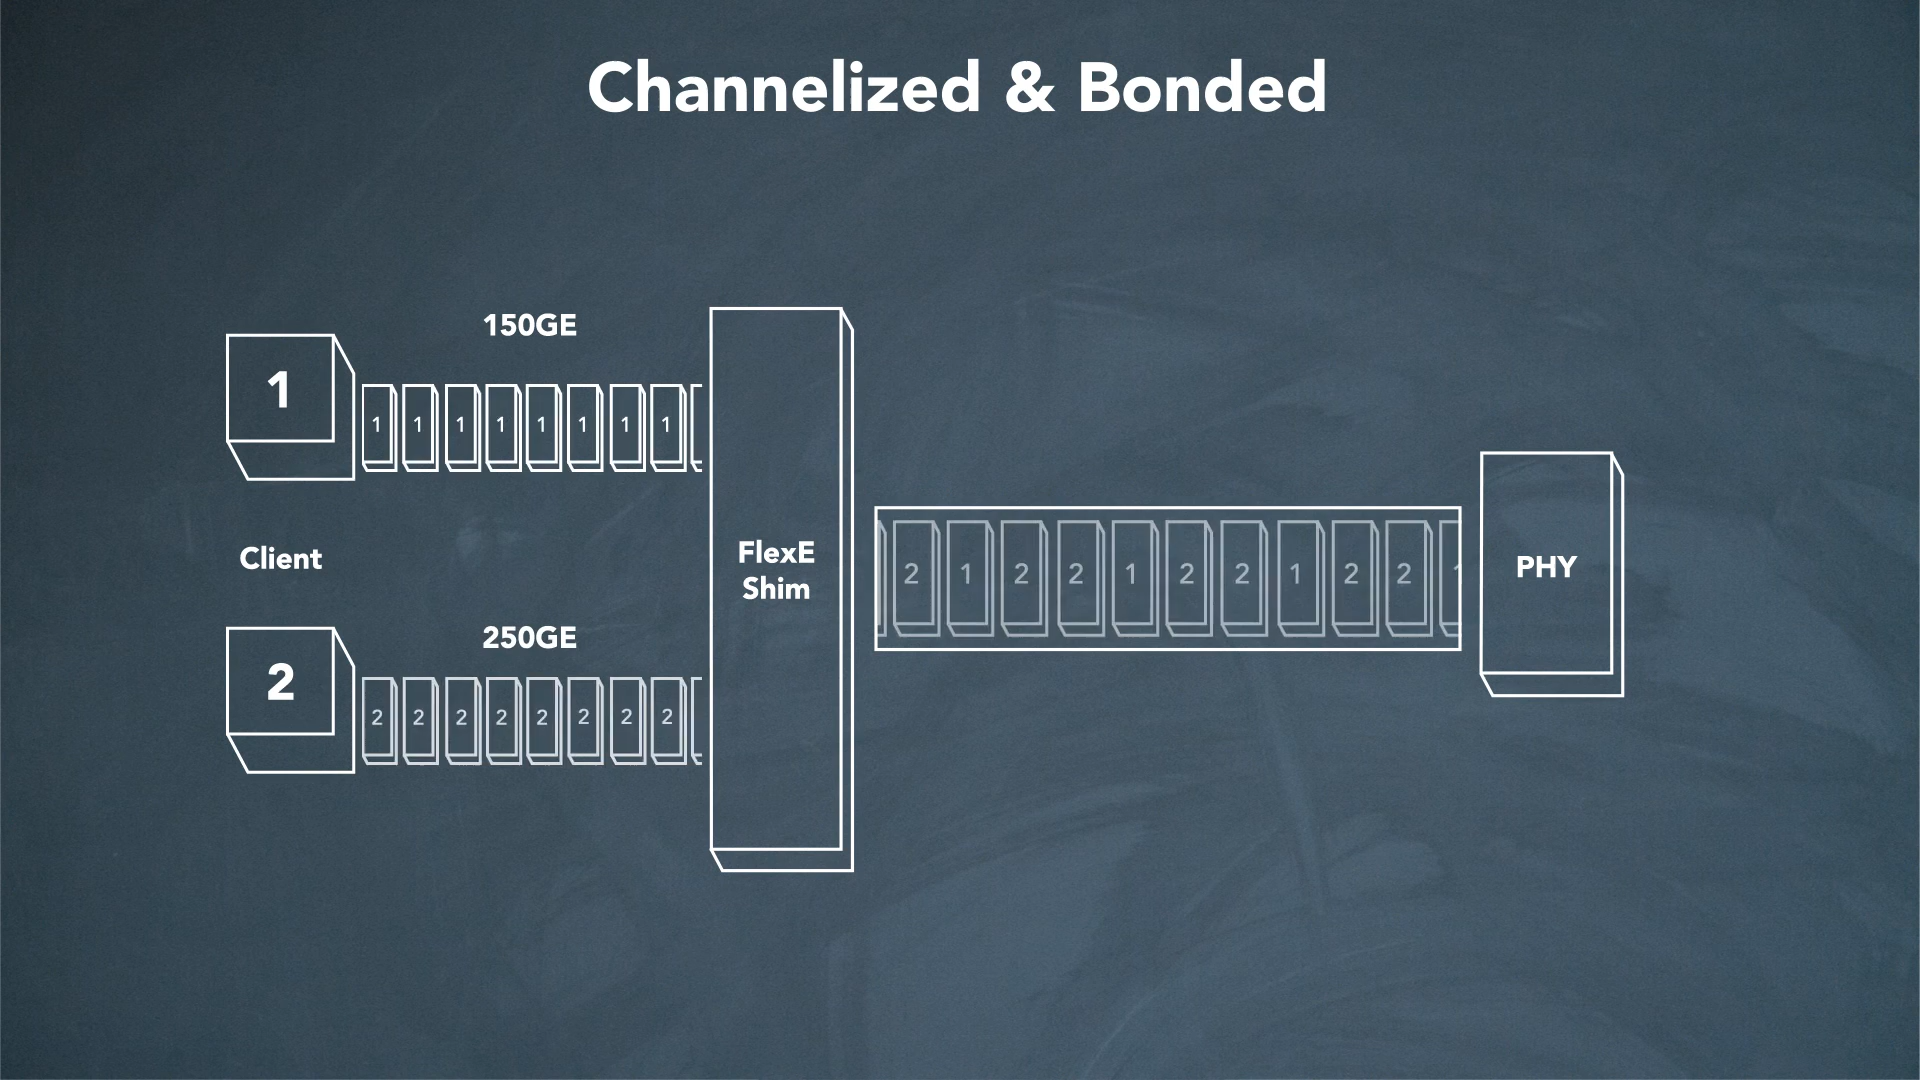 Channelized & Bonded
150GE
1
1 1 1 1 1 1 1 1
Client
FlexE
Shim
2 1 2 2 1 2 2 1 2 2 1
PHY
250GE
2
2 2 2 2 2 2 2 2